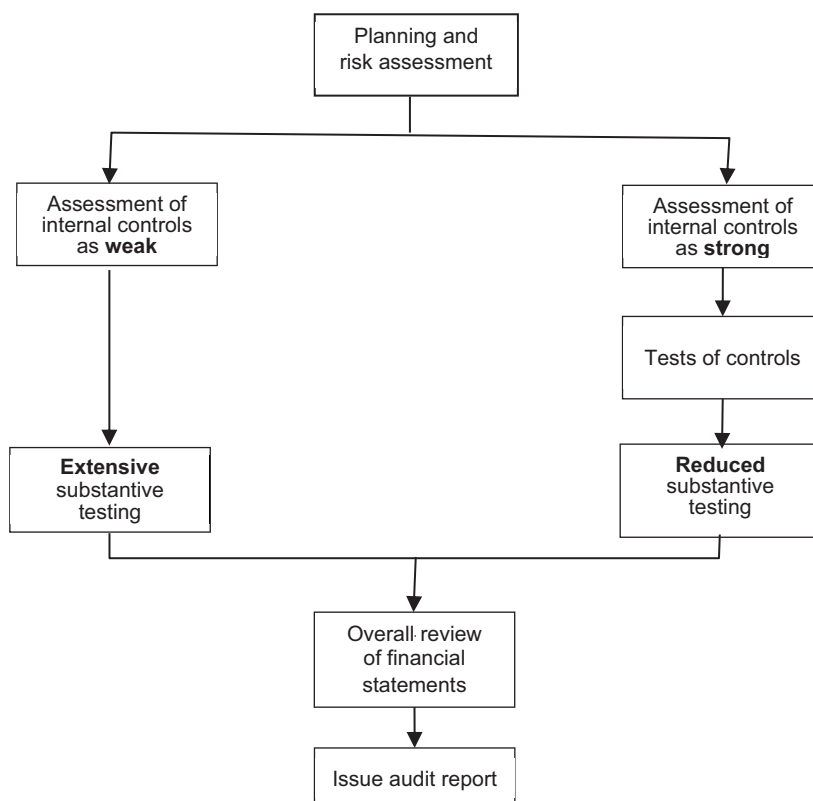 Planning and
risk assessment
Assessment of
internal controls
as weak
Assessment of
internal controls
as strong
Tests of controls
Extensive
substantive
testing
Reduced
substantive
testing
Overall review
of financial
statements
Issue audit report